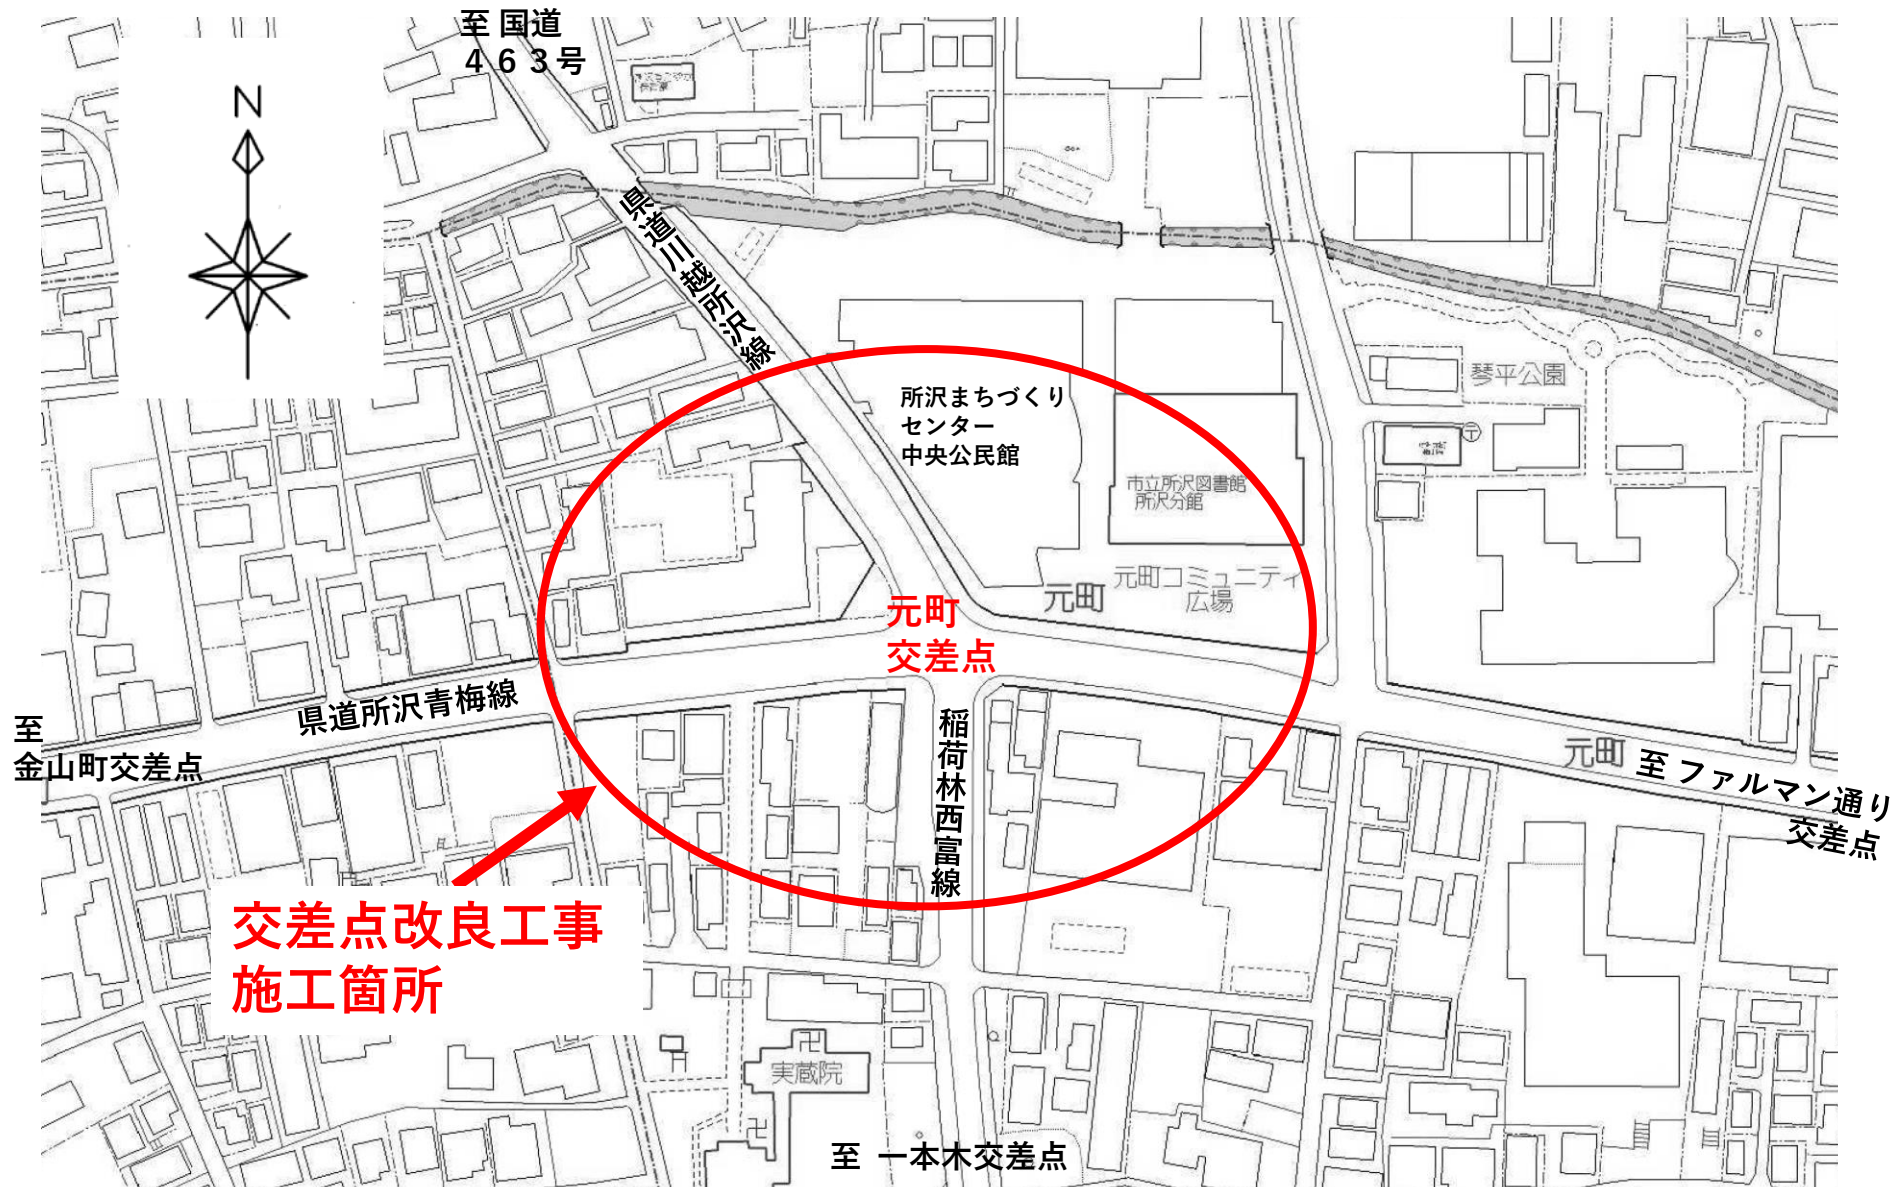 至 国道
４６３号
N
県道川越所沢線
所沢まちづくり
センター
中央公民館
琴平公園
市立所沢図書館
所沢分館
元町コミュニティ
広場
元町
元町
交差点
県道所沢青梅線
至
金山町交差点
稲荷林西富線
元町
至 ファルマン通り
交差点
交差点改良工事
施工箇所
実蔵院
至 一本木交差点